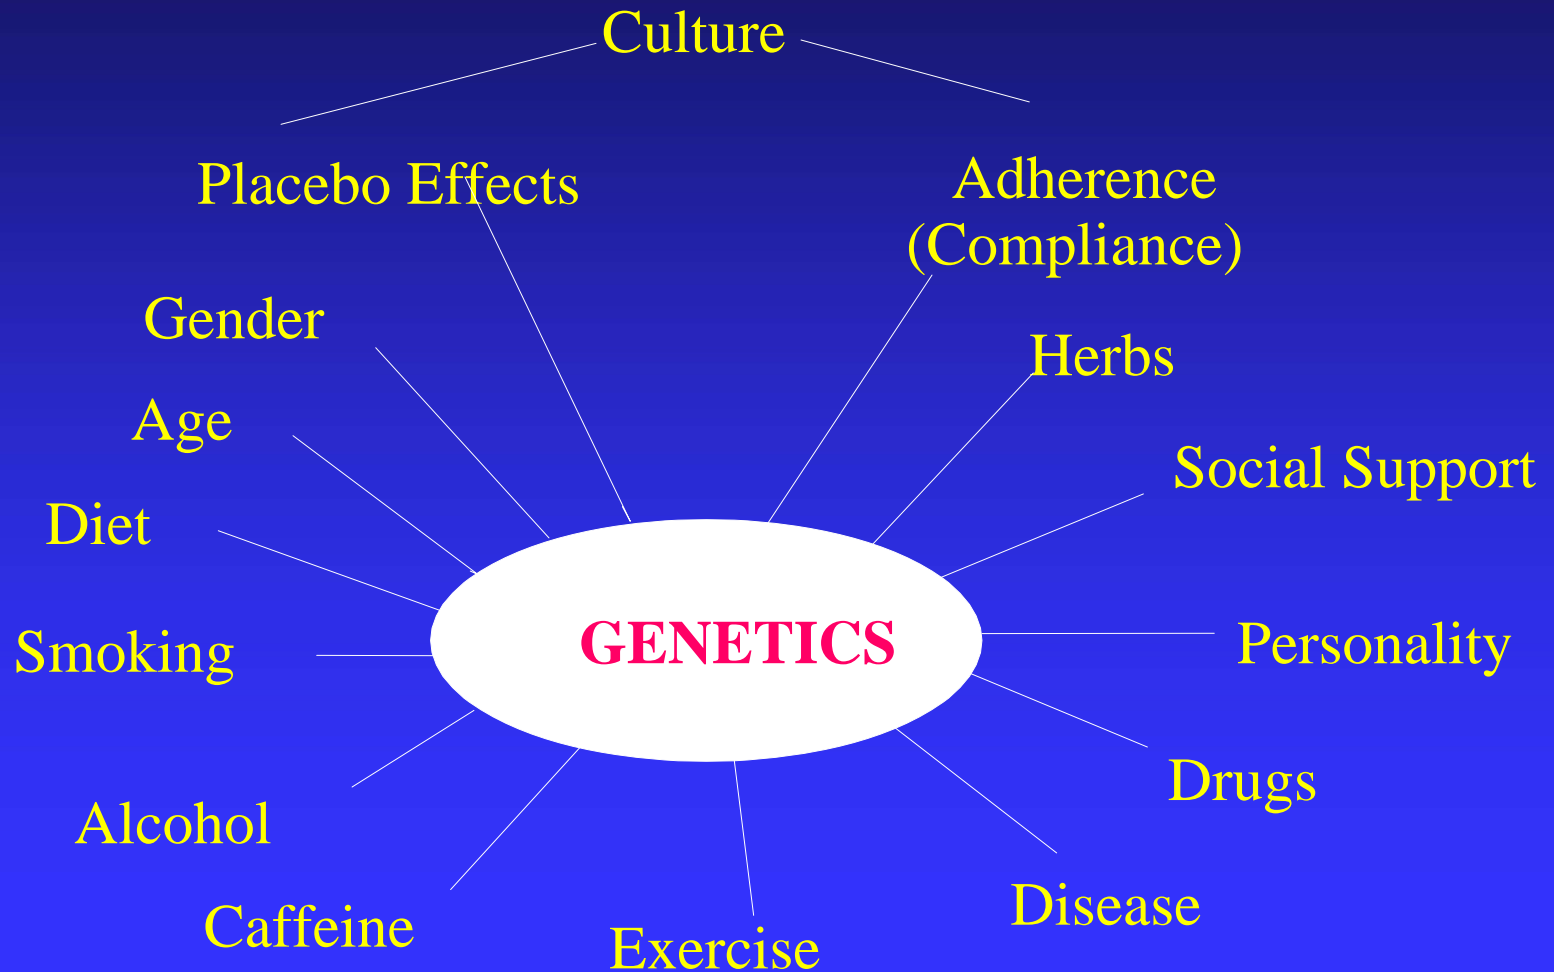 Culture
Placebo Effects
Adherence
(Compliance)
Gender
Herbs
Age
Social Support
Diet
GENETICS
Smoking
Personality
Drugs
Alcohol
Disease
Caffeine
Exercise